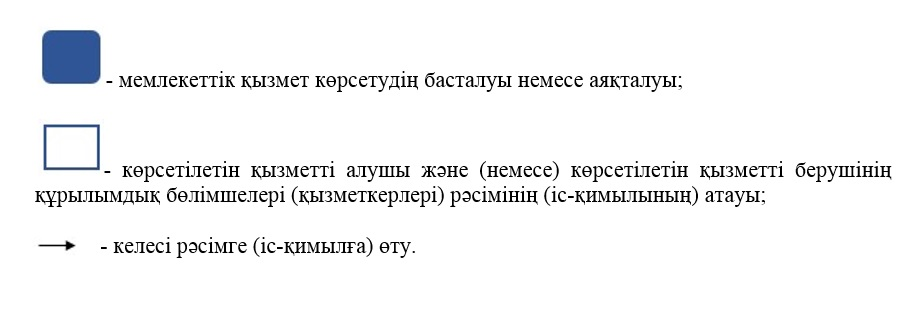 - мемлекеттік қызмет көрсетудің басталуы немесе аяқталуы;
- көрсетілетін қызметті алушы және (немесе) көрсетілетін қызметті берушінің
құрылымдық бөлімшелері (қызметкерлері) рәсімінің (іс-қимылының) атауы;
- келесі рәсімге (іс-қимылға) өту.